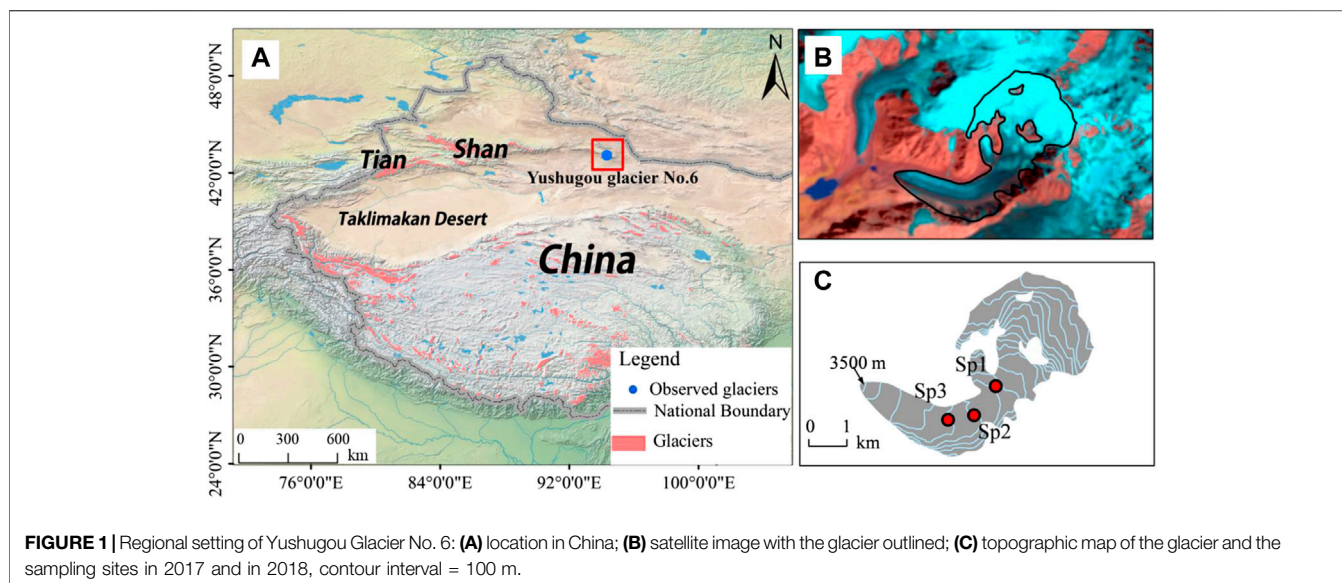 A
N
48°0'0"N
42°0'0"N
36°0'0"N
30°0'0"N
24°0'0"N
Tian
Shan
Yushugou glacier No.6
Taklimakan Desert
China
Legend
Observed glaciers
National Boundary
Glaciers
0 300 600
km
76°0'0"E 84°0'0"E 92°0'0"E 100°0'0"E
B
C
3500 m
Sp1
Sp3
Sp2
0 1
km
FIGURE 1 | Regional setting of Yushugou Glacier No. 6: (A) location in China; (B) satellite image with the glacier outlined; (C) topographic map of the glacier and the
sampling sites in 2017 and in 2018, contour interval = 100 m.